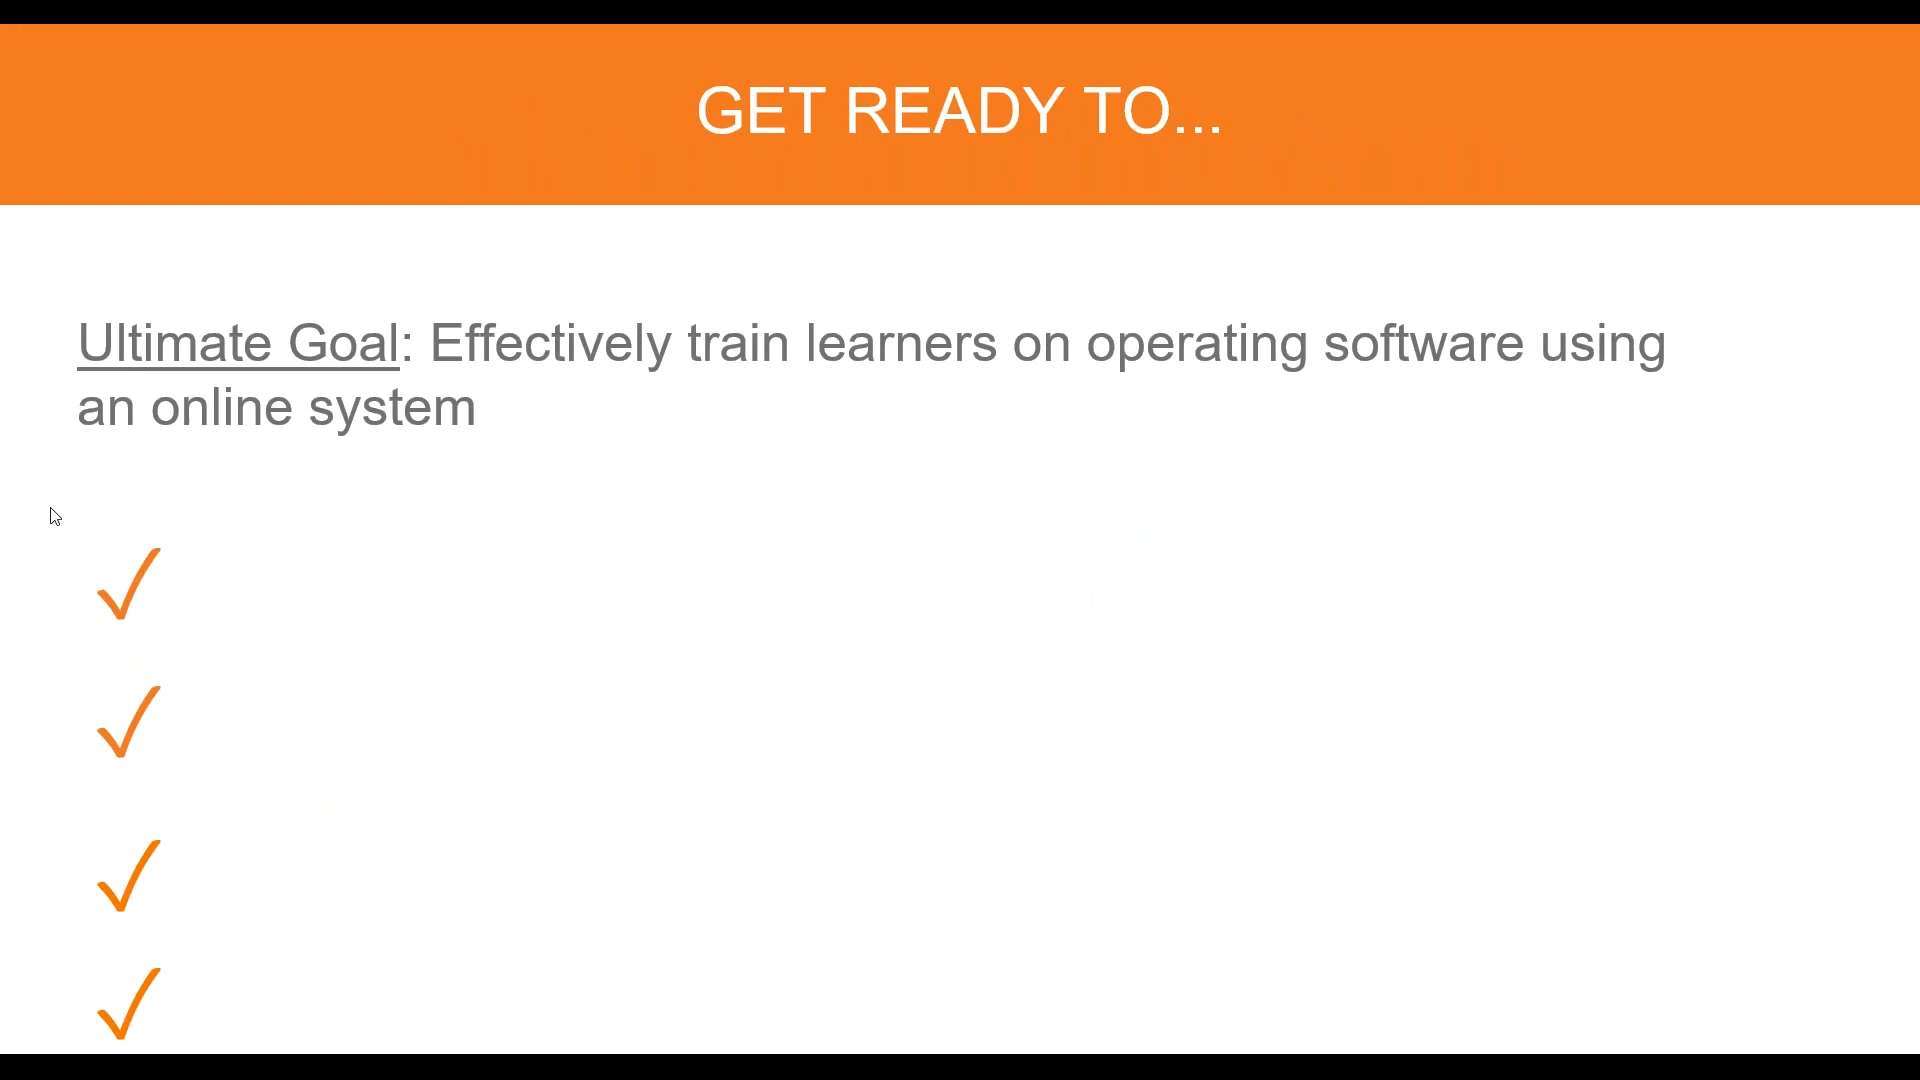 GET READY TO...
Ultimate Goal: Effectively train learners on operating software using
an online system